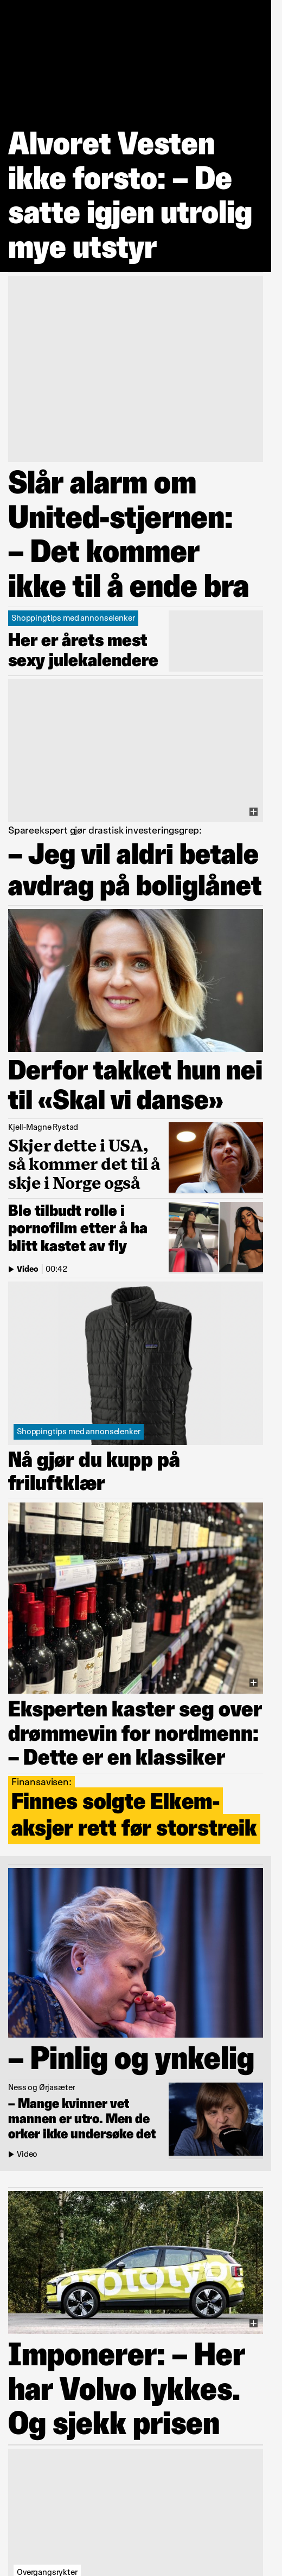 Alvoret Vesten
ikke forsto: – De
satte igjen utrolig
mye utstyr
Slår alarm om
United-stjernen:
– Det kommer
ikke til å ende bra
Shoppingtips med annonselenker
Her er årets mest
sexy julekalendere
Spareekspert gjør drastisk investeringsgrep:
– Jeg vil aldri betale
avdrag på boliglånet
Derfor takket hun nei
til «Skal vi danse»
Kjell-Magne Rystad
Skjer dette i USA,
så kommer det til å
skje i Norge også
Ble tilbudt rolle i
pornofilm etter å ha
blitt kastet av fly
Video | 00:42
Shoppingtips med annonselenker
Nå gjør du kupp på
friluftklær
Eksperten kaster seg over
drømmevin for nordmenn:
– Dette er en klassiker
Finansavisen:
Finnes solgte Elkem-
aksjer rett før storstreik
– Pinlig og ynkelig
Ness og Ørjasæter
– Mange kvinner vet
mannen er utro. Men de
orker ikke undersøke det
Video
rototyp
Imponerer: – Her
har Volvo lykkes.
Og sjekk prisen
Overgangsrykter